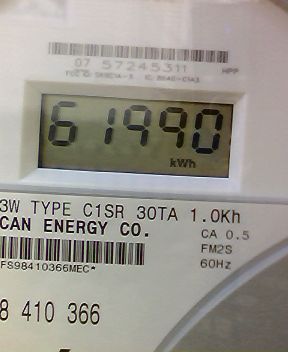 07 57245311 HPP
61990
kWh
3W TYPE C1SR 30TA 1.0Kh
CAN ENERGY CO. CA 0.5
FM2S
FS98410366MEC* 60Hz
8 410 366